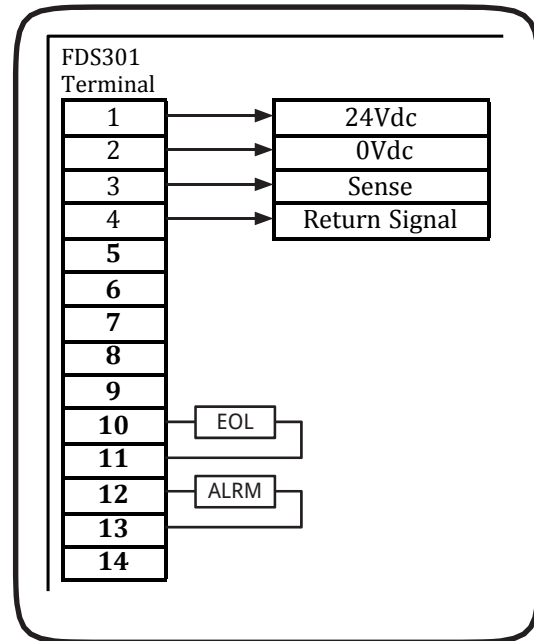 FDS301
Terminal
1 24Vdc
2 0Vdc
3 Sense
4 Return Signal
5
6
7
8
9
10 EOL
11
12 ALRM
13
14